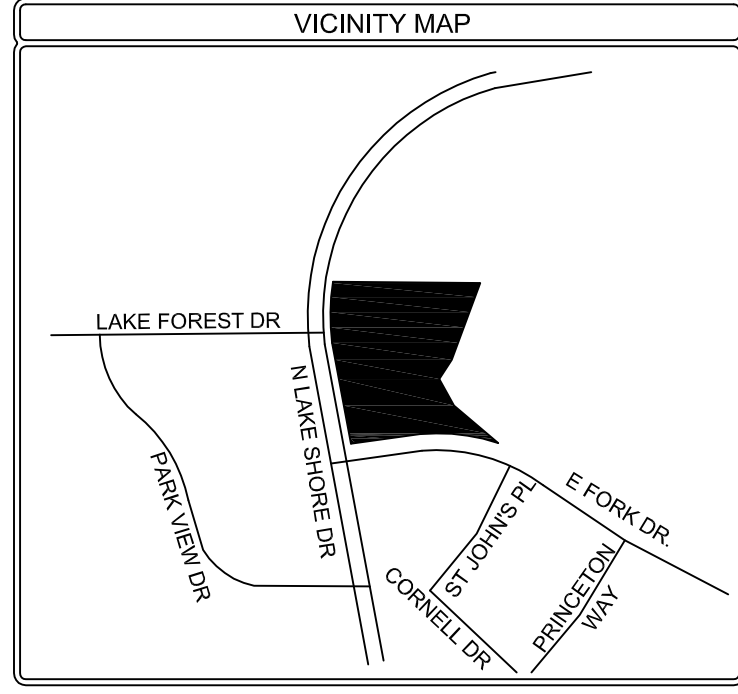 VICINITY MAP
LAKE FOREST DR
N LAKE SHORE DR
PARK VIEW DR
E FORK DR.
ST JOHN'S PL
PRINCETON
WAY
CORNELL DR